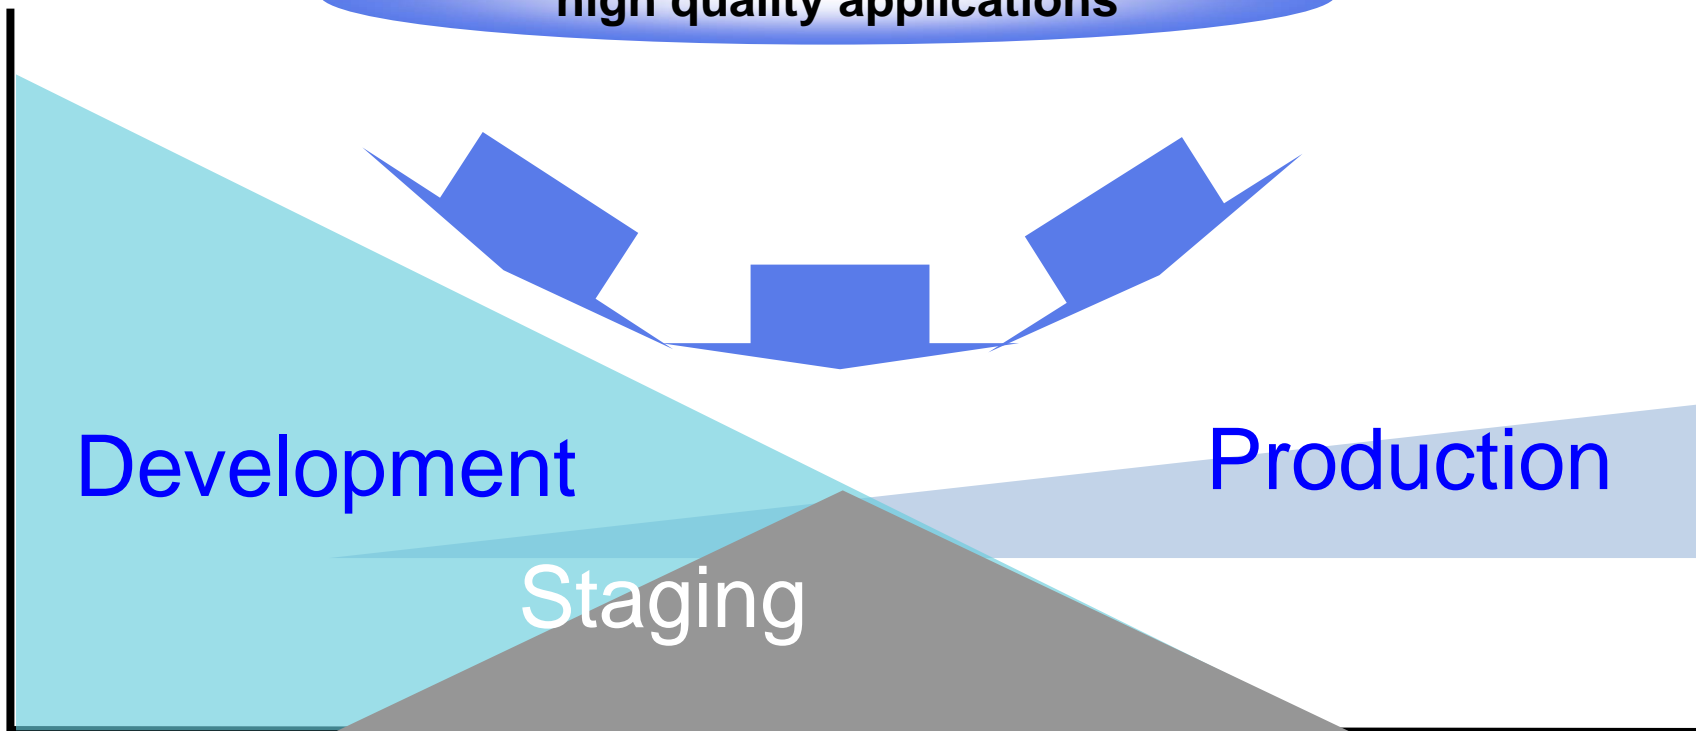 high quality applications
Development
Production
Staging